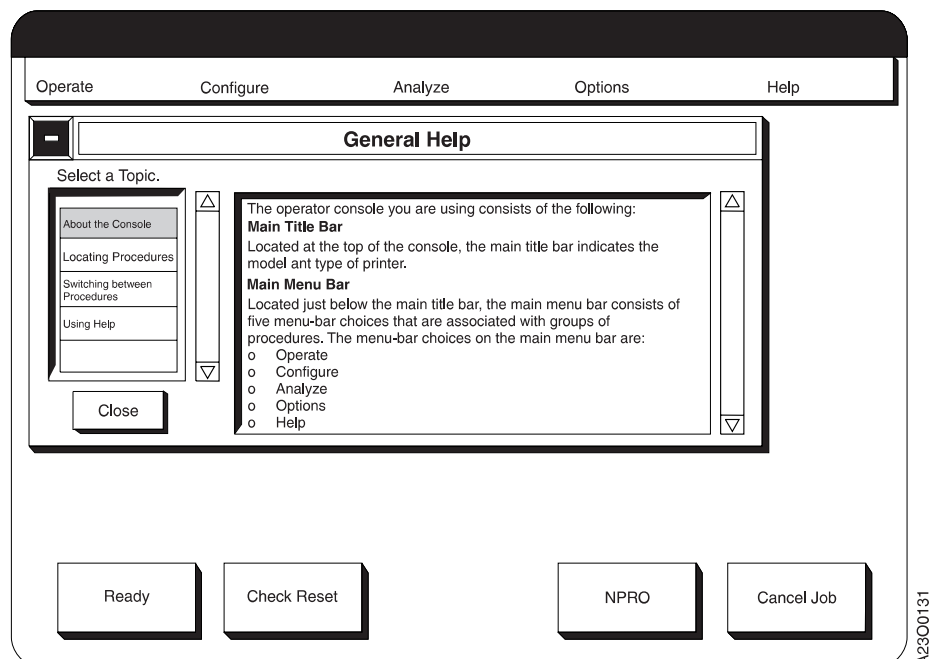 Operate Configure Analyze Options Help
General Help
Select a Topic.
About the Console
Locating Procedures
Switching between
Procedures
Using Help
Close
The operator console you are using consists of the following:
Main Title Bar
Located at the top of the console, the main title bar indicates the
model ant type of printer.
Main Menu Bar
Located just below the main title bar, the main menu bar consists of
five menu-bar choices that are associated with groups of
procedures. The menu-bar choices on the main menu bar are:
o Operate
o Configure
o Analyze
o Options
o Help
Ready Check Reset NPRO Cancel Job
A23O0131